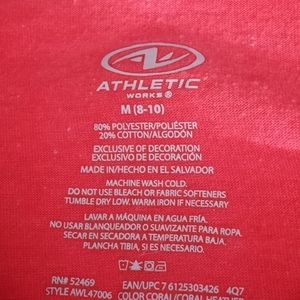 ATHLETIC
WORKS®
M (8-10)
80% POLYESTER/POLIÉSTER
20% COTTON/ALGODÓN
EXCLUSIVE OF DECORATION
EXCLUSIVO DE DECORACIÓN
MADE IN/HECHO EN EL SALVADOR
MACHINE WASH COLD.
DO NOT USE BLEACH OR FABRIC SOFTENERS
TUMBLE DRY LOW. WARM IRON IF NECESSARY
LAVAR A MÁQUINA EN AGUA FRÍA.
NO USAR BLANQUEADOR O SUAVIZANTE PARA ROPA.
SECAR EN SECADORA A TEMPERATURA BAJA.
PLANCHA TIBIA, SI ES NECESARIO.
RN# 52469 EAN/UPC 7 6125303426 4Q7
STYLE AWL47006 COLOR CORAL/CORAL HEATHER